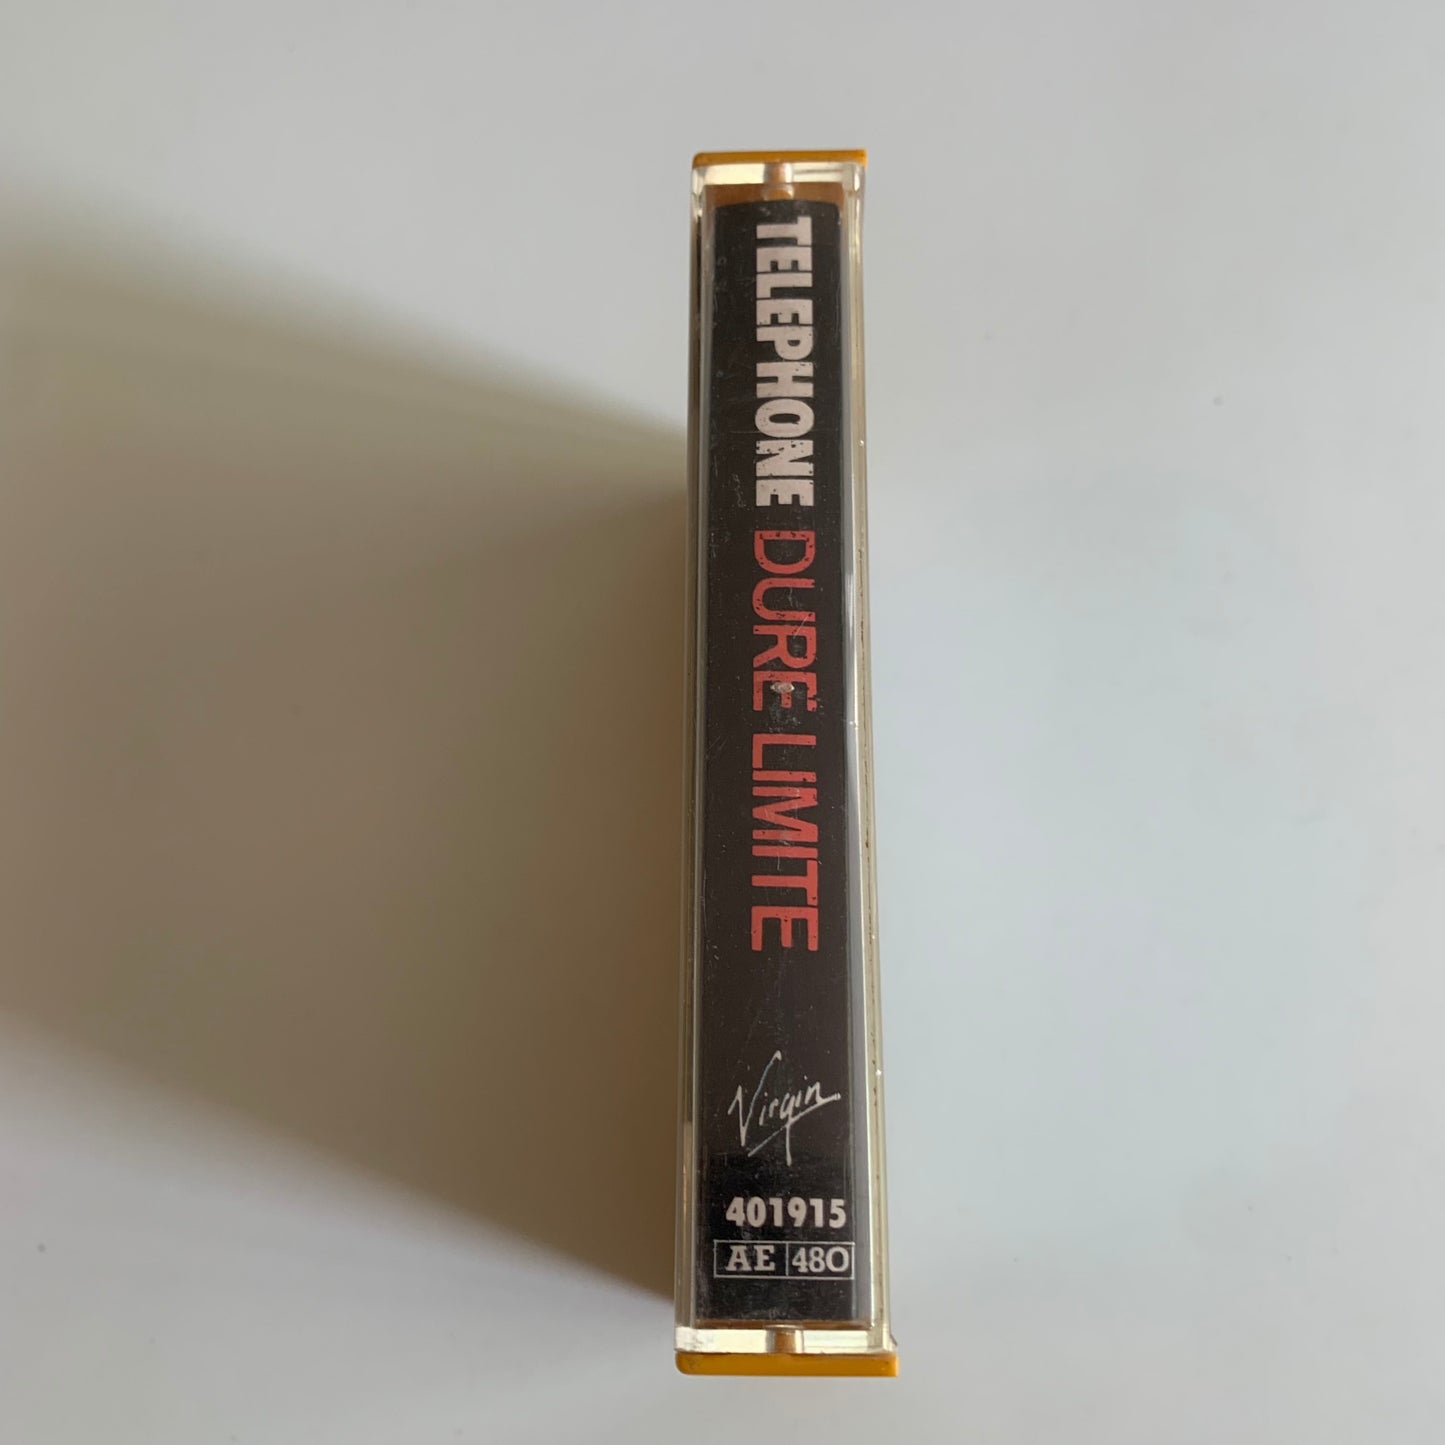 TELEPHONE DURE LIMITE
Virgin
401915
AE 480